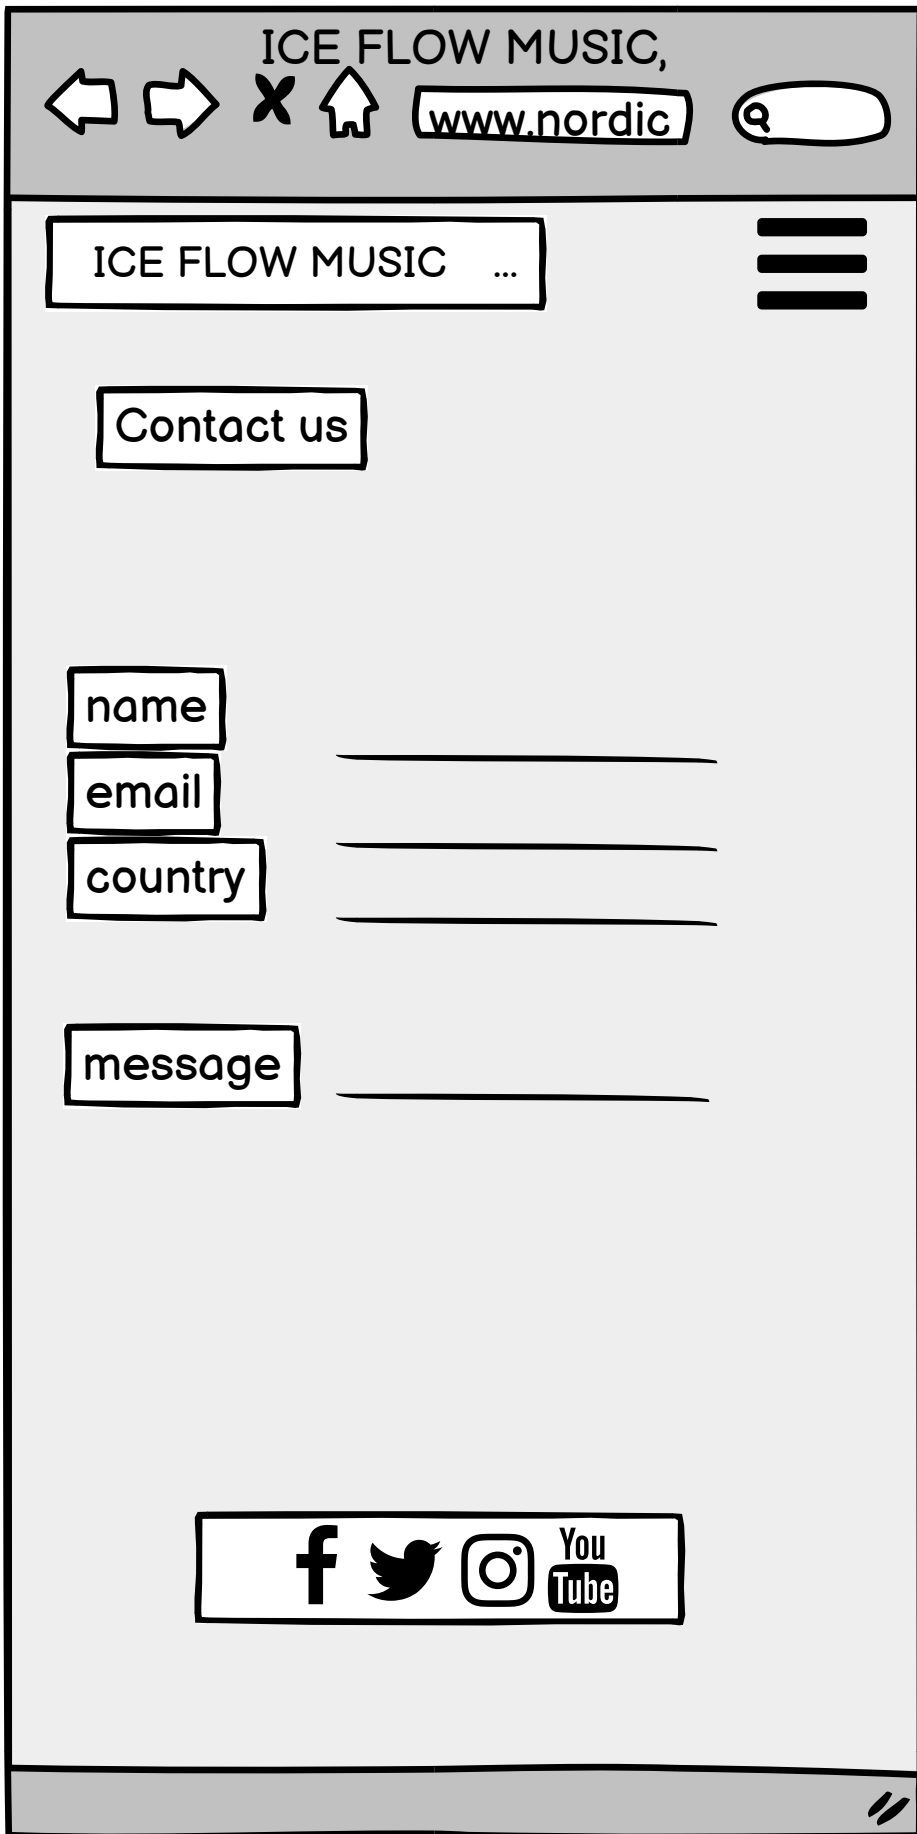 ICE FLOW MUSIC,
www.nordic
ICE FLOW MUSIC ...
Contact us
name
email
country
message
You
Tube